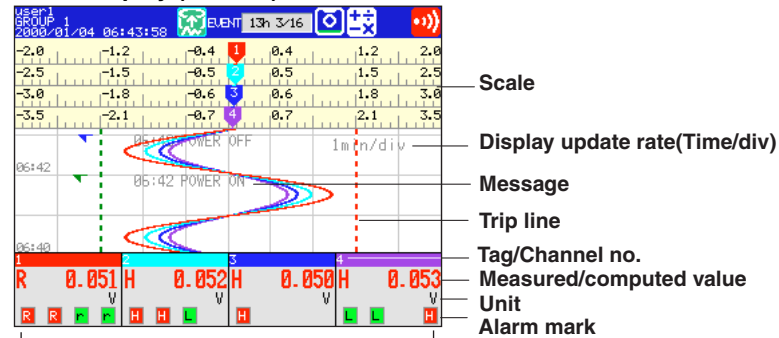 user1
GROUP 1
2000/01/04 06:43:58
EVENT 13h 3/16
-2.0 -1.2 -0.4 1 0.4 1.2 2.0
-2.5 -1.5 -0.5 2 0.5 1.5 2.5
-3.0 -1.8 -0.6 3 0.6 1.8 3.0
-3.5 -2.1 -0.7 4 0.7 2.1 3.5
Scale
POWER OFF 1min/div
Display update rate(Time/div)
06:42
06:42 POWER ON
Message
Trip line
06:40
1 2 3 4
Tag/Channel no.
R 0.051 H 0.052 H 0.050 H 0.053
Measured/computed value
V V V V
Unit
R R r r H H L H L L H
Alarm mark